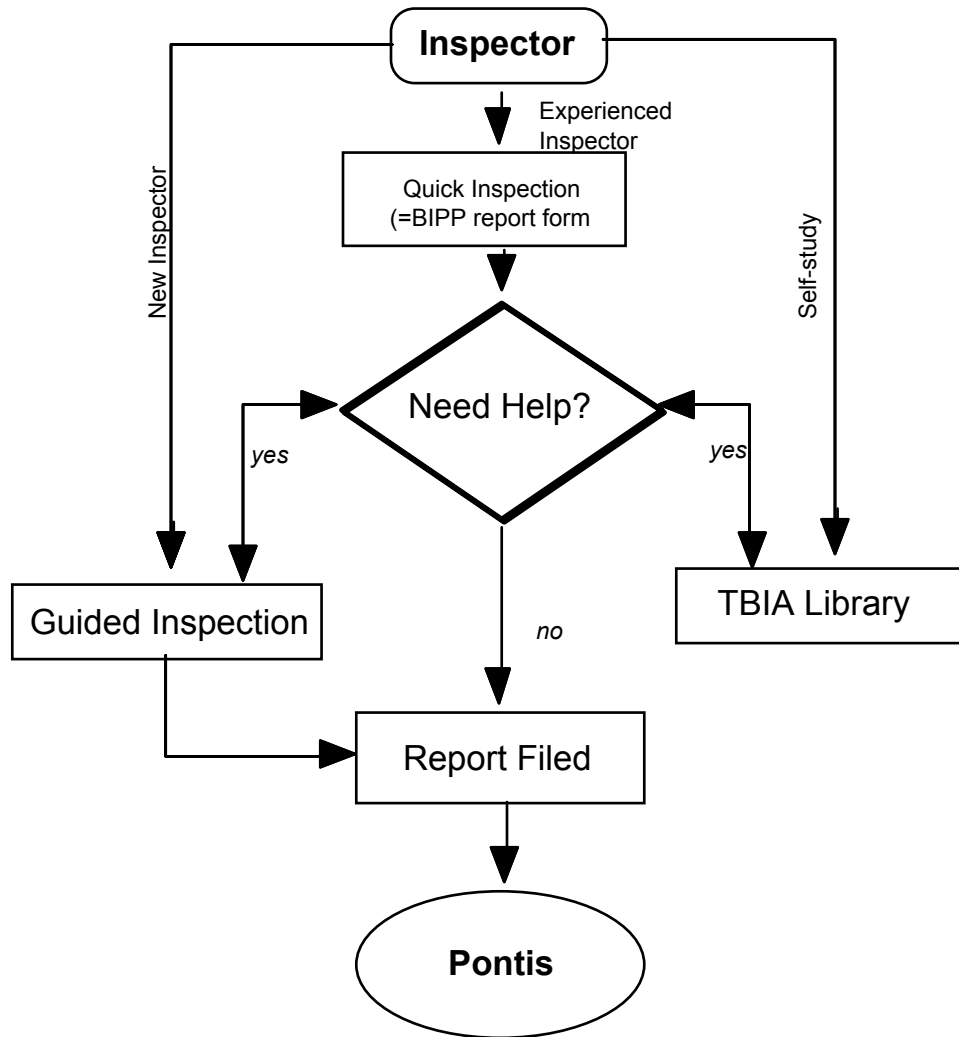 Inspector
Experienced
Inspector
Quick Inspection
(=BIPP report form
New Inspector
Self-study
Need Help?
yes
yes
Guided Inspection
TBIA Library
no
Report Filed
Pontis